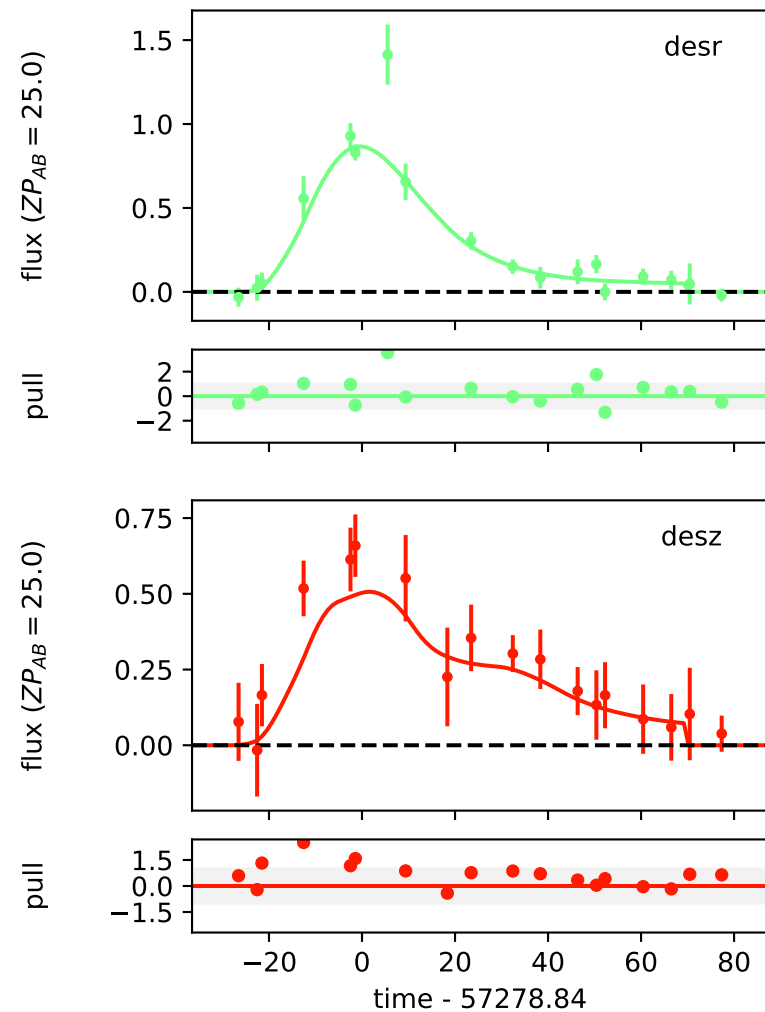 desr
flux (ZP_AB = 25.0)
1.5
1.0
0.5
0.0
pull
2
0
−2
desz
flux (ZP_AB = 25.0)
0.75
0.50
0.25
0.00
pull
1.5
0.0
−1.5
−20 0 20 40 60 80
time - 57278.84